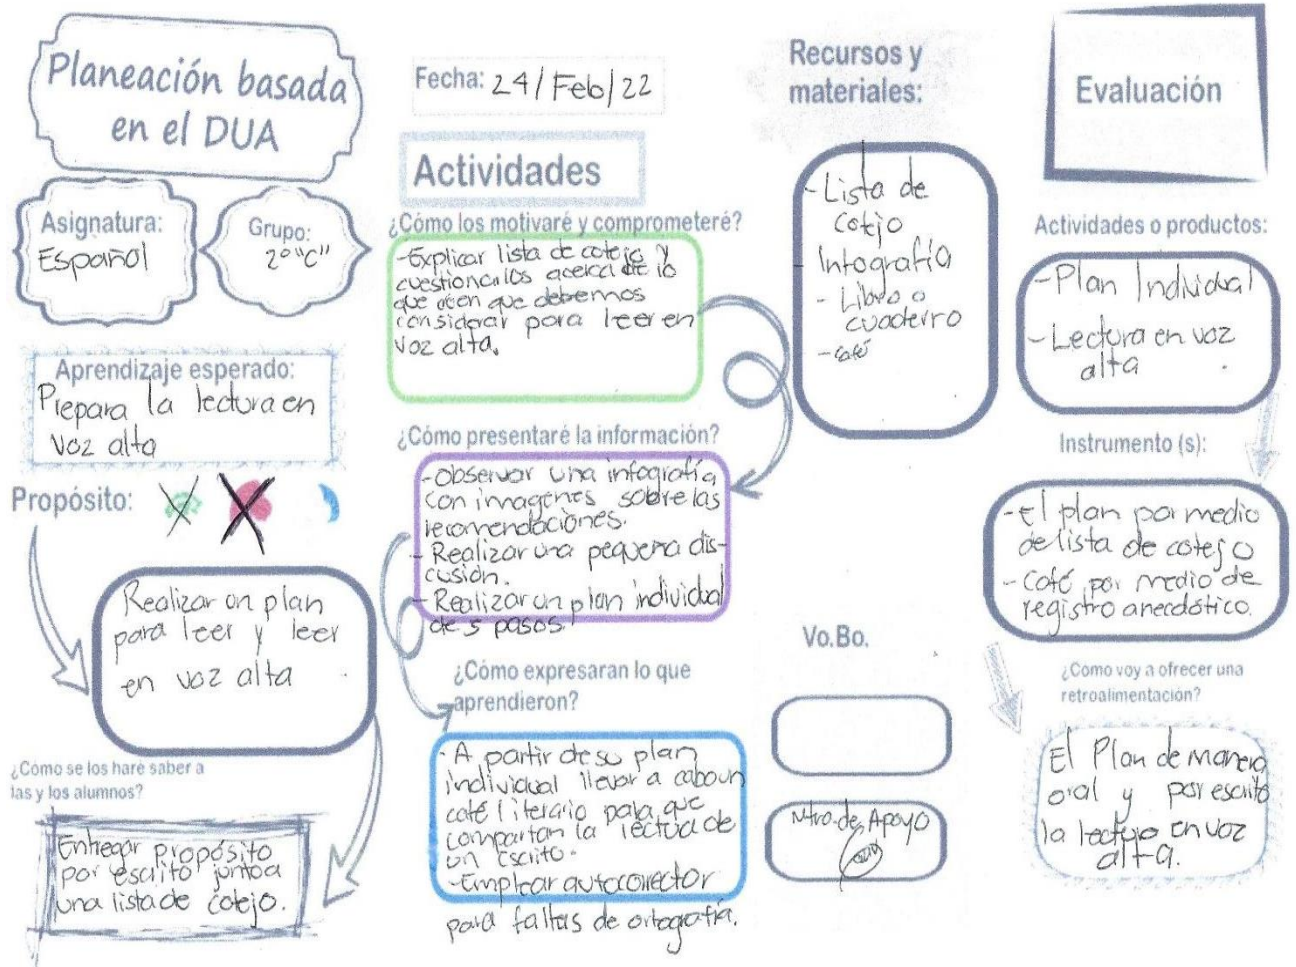 Planeación basada
en el DUA
Asignatura:
Español
Grupo:
2° "C"
Aprendizaje esperado:
Prepara la lectura en
voz alta
Propósito:
Realizar un plan
para leer y leer
en voz alta
¿Cómo se los haré saber a
las y los alumnos?
Entregar propósito
por escrito junto a
una lista de cotejo.
Fecha: 24/Feb/22
Actividades
¿Cómo los motivaré y comprometeré?
-Explicar lista de cotejo y
cuestionarlos acerca de lo
que creen que debemos
considerar para leer en
voz alta.
¿Cómo presentaré la información?
-Observar una infografía
con imagenes sobre las
recomendaciones.
- Realizar una pequeña dis-
cusión.
- Realizar un plan individual
de 5 pasos.
¿Cómo expresaran lo que
aprendieron?
- A partir de su plan
individual llevar a cabo un
café literario para que
compartan la lectura de
un escrito.
-Emplear autocorrector
para faltas de ortografía.
Recursos y
materiales:
- Lista de
cotejo
- Infografía
- Libro o
cuaderno
- café
Vo.Bo.
Mtro. de Apoyo
Evaluación
Actividades o productos:
- Plan Individual
- Lectura en voz
alta
Instrumento (s):
- El plan por medio
de lista de cotejo
- Café por medio de
registro anecdótico.
¿Como voy a ofrecer una
retroalimentación?
El Plan de manera
oral y por escrito
la lectura en voz
alta.